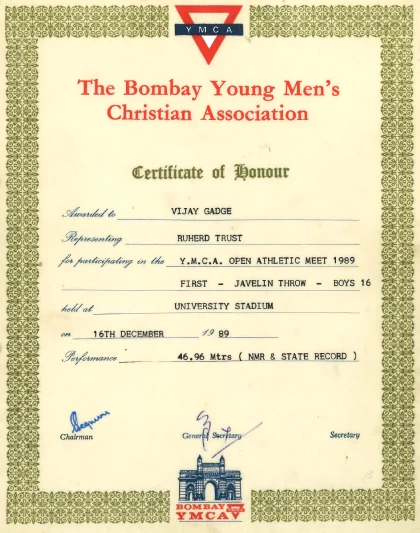 YMCA
The Bombay Young Men's
Christian Association
Certificate of Honour
Awarded to VIJAY GADGE
Representing RUHERD TRUST
for participating in the Y.M.C.A. OPEN ATHLETIC MEET 1989
FIRST - JAVELIN THROW - BOYS 16
held at UNIVERSITY STADIUM
on 16TH DECEMBER 1989
Performance 46.96 Mtrs ( NMR & STATE RECORD )
Chairman General Secretary Secretary
BOMBAY
YMCA